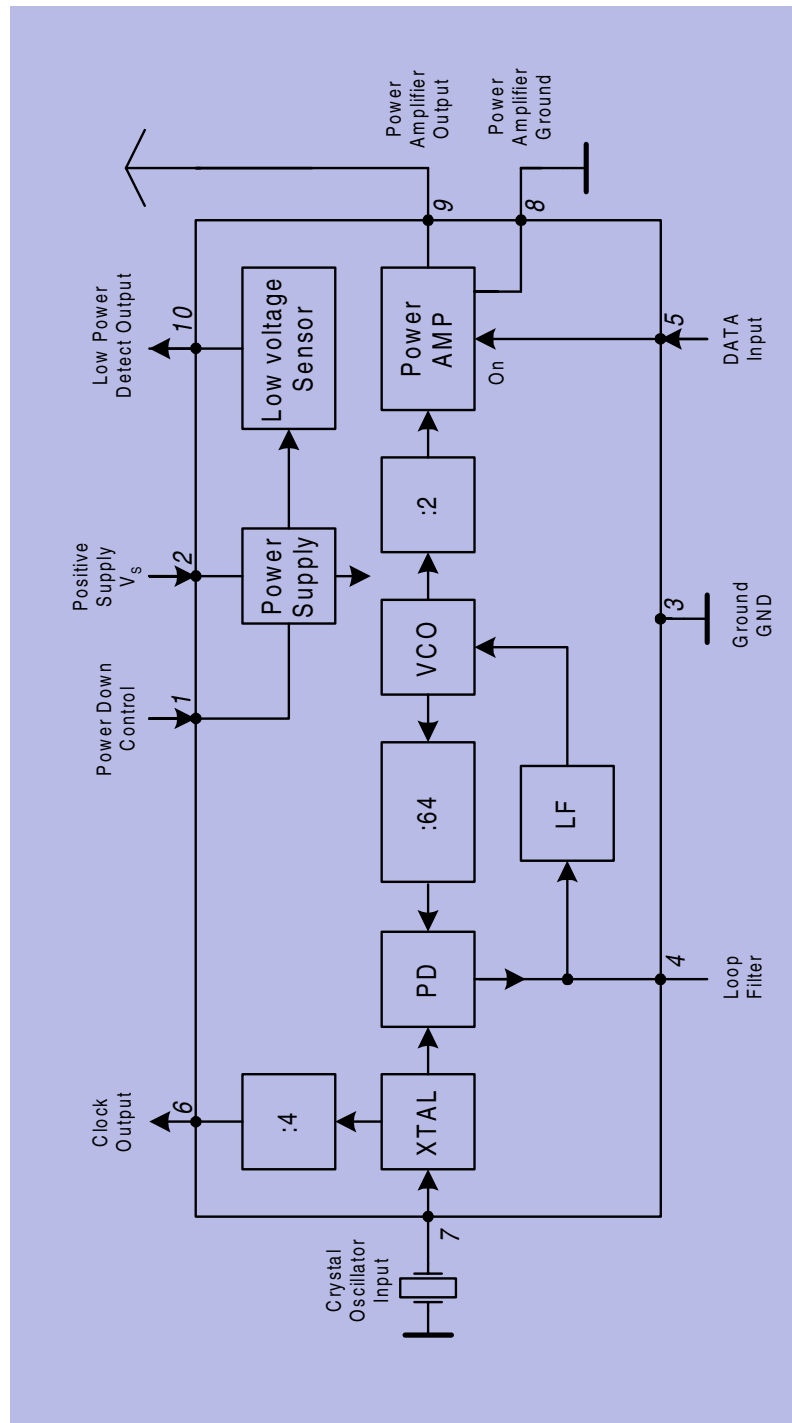 Clock
Output
6
Power Down
Control
1
Positive
Supply
VS
2
Low Power
Detect Output
10
:4
Power
Supply
Low voltage
Sensor
Crystal
Oscillator
Input
7
XTAL
PD
:64
VCO
:2
Power
AMP
On
9
Power
Amplifier
Output
8
Power
Amplifier
Ground
LF
4
Loop
Filter
3
Ground
GND
5
DATA
Input